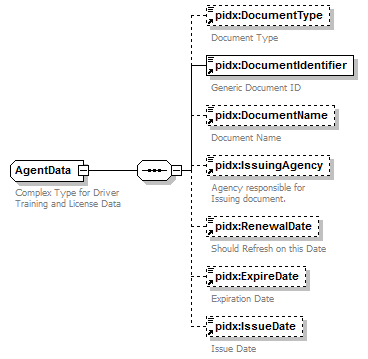 pidx:DocumentType
Document Type
pidx:DocumentIdentifier
Generic Document ID
pidx:DocumentName
Document Name
AgentData
Complex Type for Driver
Training and License Data
pidx:IssuingAgency
Agency responsible for
Issuing document.
pidx:RenewalDate
Should Refresh on this Date
pidx:ExpireDate
Expiration Date
pidx:IssueDate
Issue Date